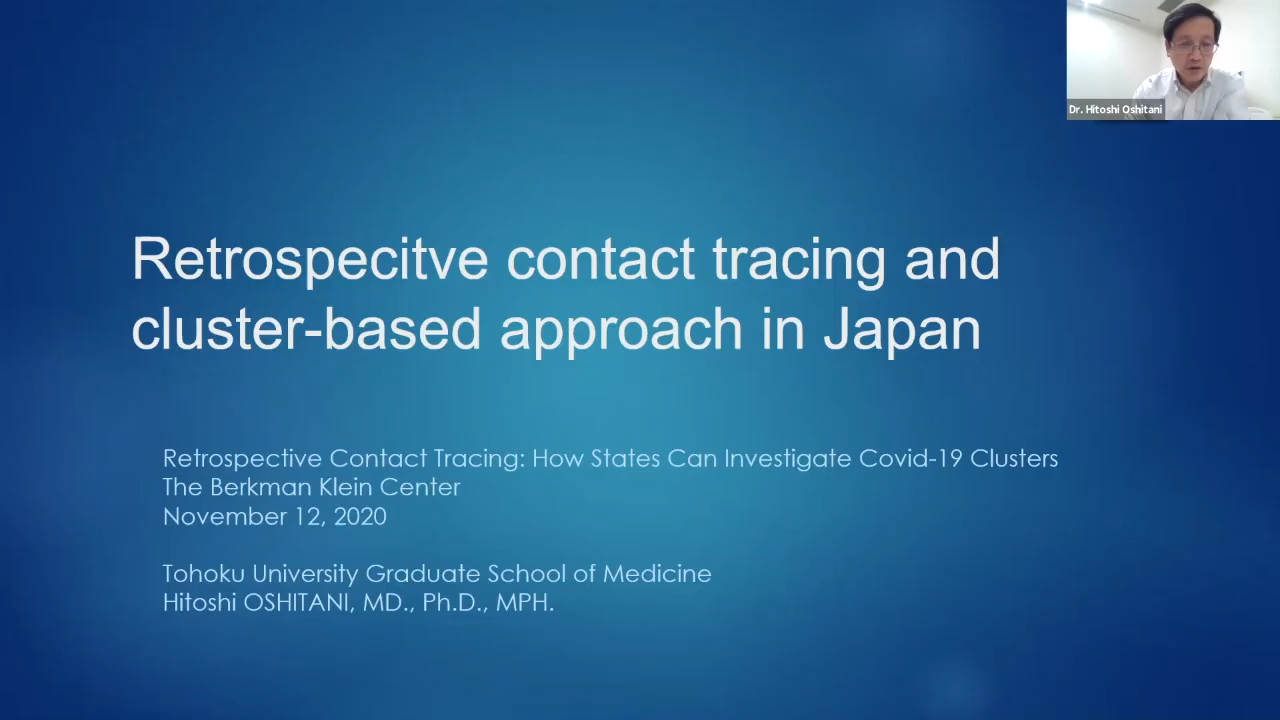 Dr. Hitoshi Oshitani
Retrospecitve contact tracing and
cluster-based approach in Japan
Retrospective Contact Tracing: How States Can Investigate Covid-19 Clusters
The Berkman Klein Center
November 12, 2020
Tohoku University Graduate School of Medicine
Hitoshi OSHITANI, MD., Ph.D., MPH.